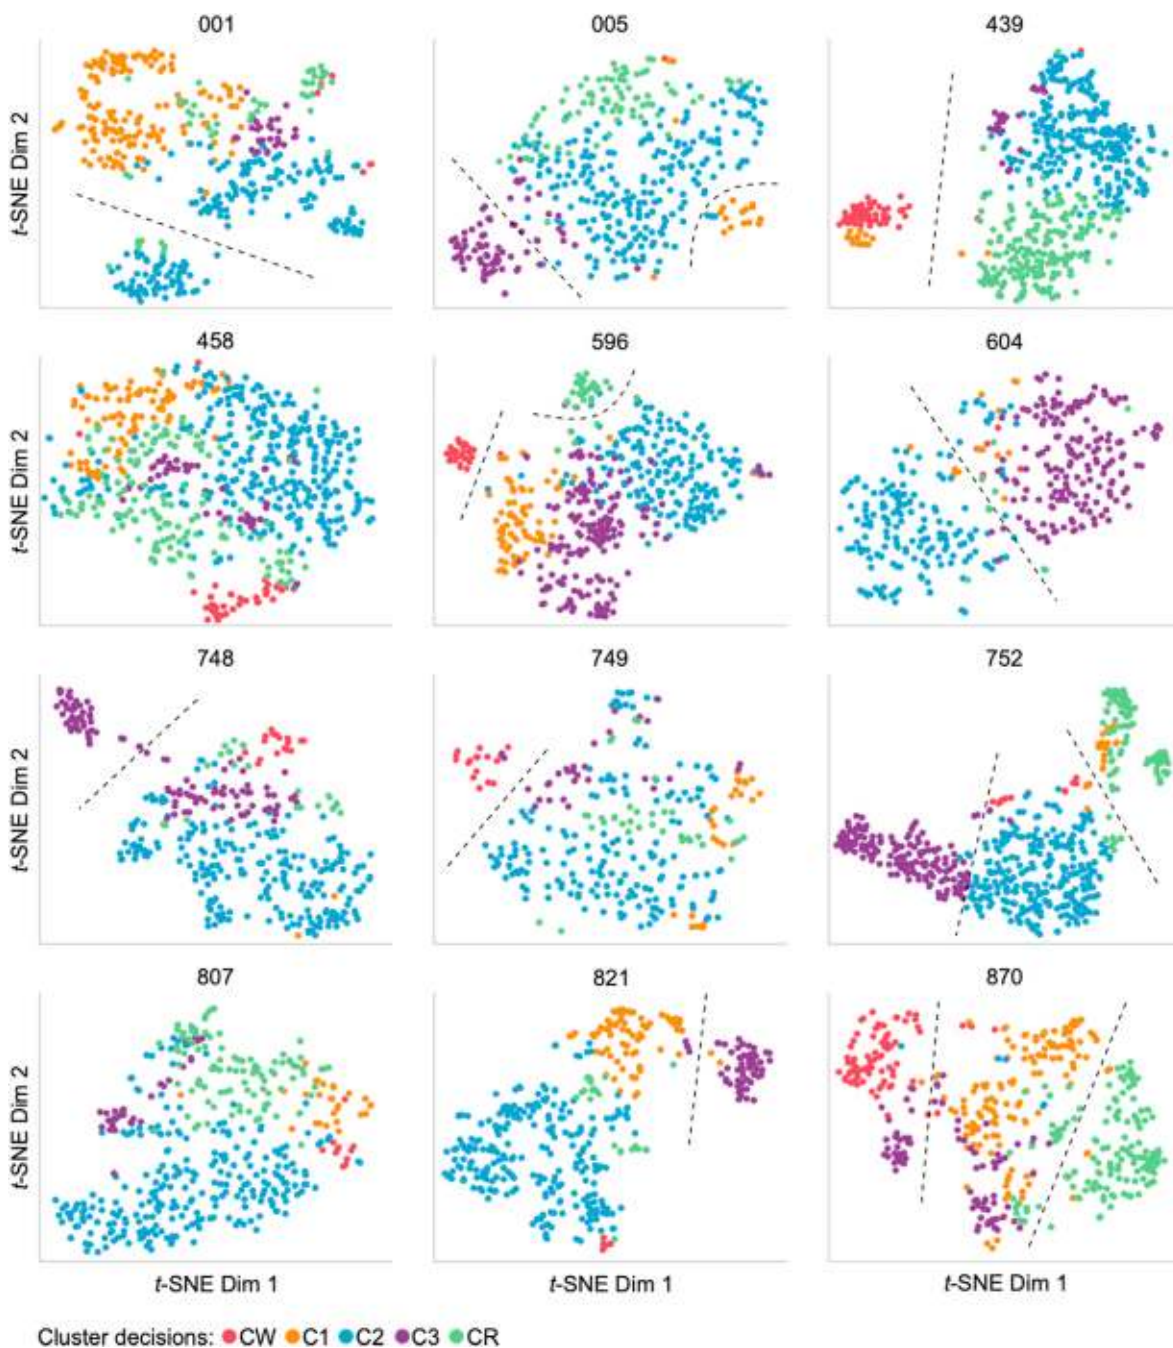 001 005 439
t-SNE Dim 2
458 596 604
t-SNE Dim 2
748 749 752
t-SNE Dim 2
807 821 870
t-SNE Dim 2
t-SNE Dim 1 t-SNE Dim 1 t-SNE Dim 1
Cluster decisions: CW C1 C2 C3 CR